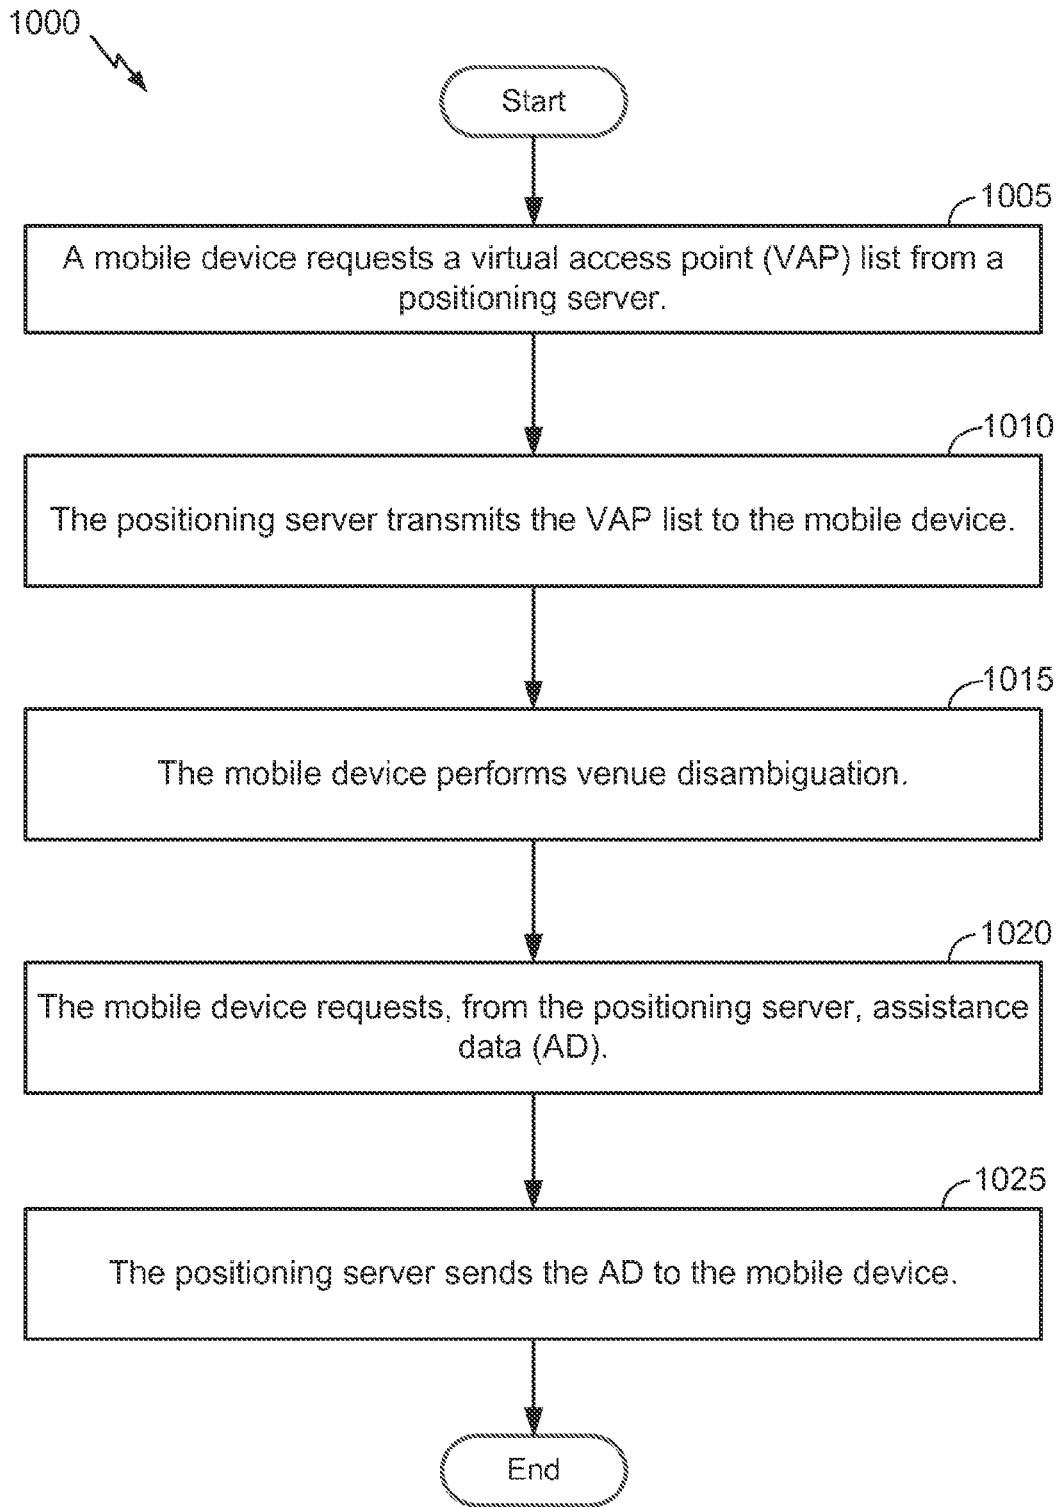 1000
Start
1005
A mobile device requests a virtual access point (VAP) list from a
positioning server.
1010
The positioning server transmits the VAP list to the mobile device.
1015
The mobile device performs venue disambiguation.
1020
The mobile device requests, from the positioning server, assistance
data (AD).
1025
The positioning server sends the AD to the mobile device.
End